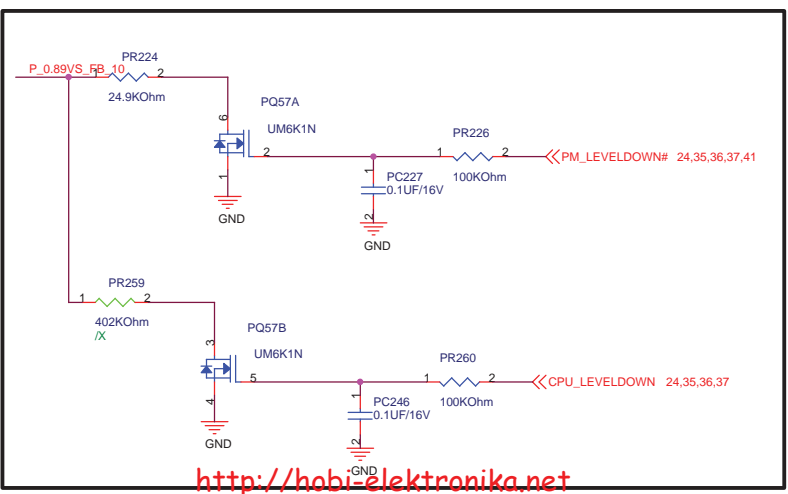 PR224
P_0.89VS_FB_10
1 2
24.9KOhm
6
PQ57A
UM6K1N
2
1
GND
PR226
1 2
100KOhm
PM_LEVELDOWN# 24,35,36,37,41
1
PC227
0.1UF/16V
2
GND
PR259
1 2
402KOhm
/X
3
PQ57B
UM6K1N
5
4
GND
PR260
1 2
100KOhm
CPU_LEVELDOWN 24,35,36,37
1
PC246
0.1UF/16V
2
GND
http://hobi-elektronika.net